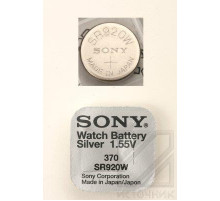 SR920W
SONY
+
MADE IN JAPAN
SONY
Watch Battery
Silver 1.55V
370
SR920W
Sony Corporation
Made in Japan/Japon
ИСТОЧНИК